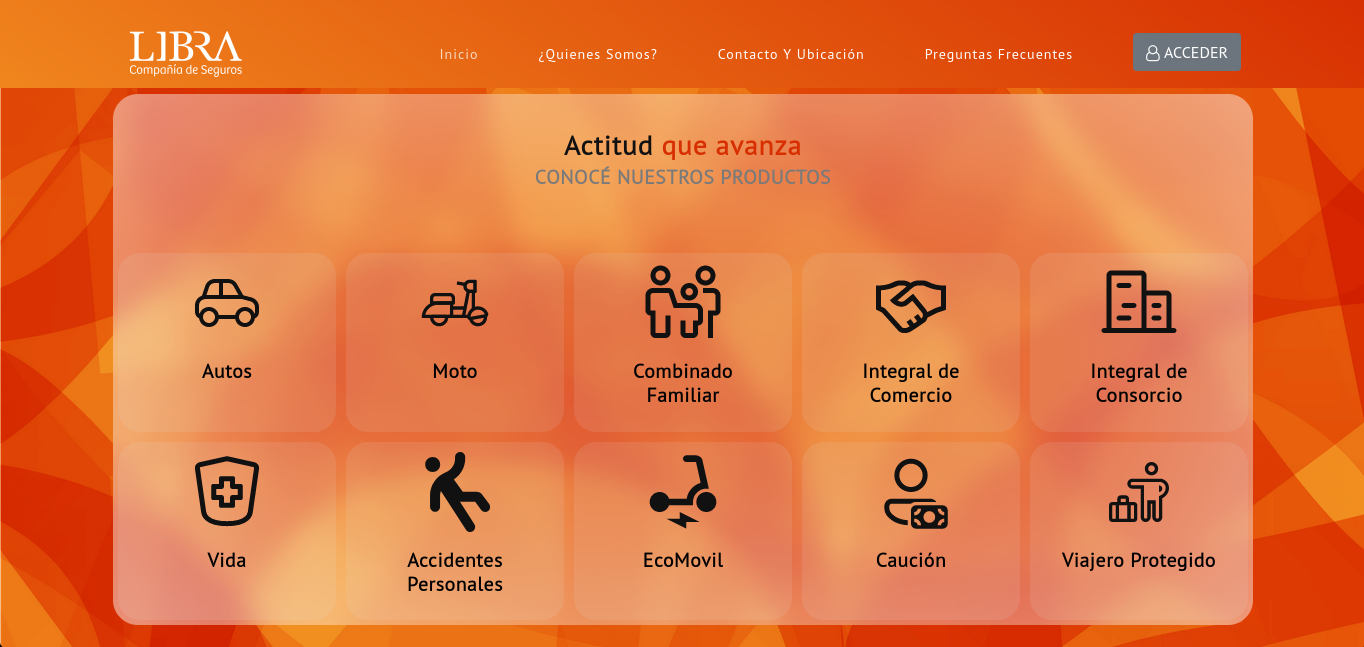 LIBRA
Compañía de Seguros
Inicio
¿Quienes Somos?
Contacto Y Ubicación
Preguntas Frecuentes
ACCEDER
Actitud que avanza
CONOCÉ NUESTROS PRODUCTOS
Autos
Moto
Combinado
Familiar
Integral de
Comercio
Integral de
Consorcio
Vida
Accidentes
Personales
EcoMovil
Caución
Viajero Protegido